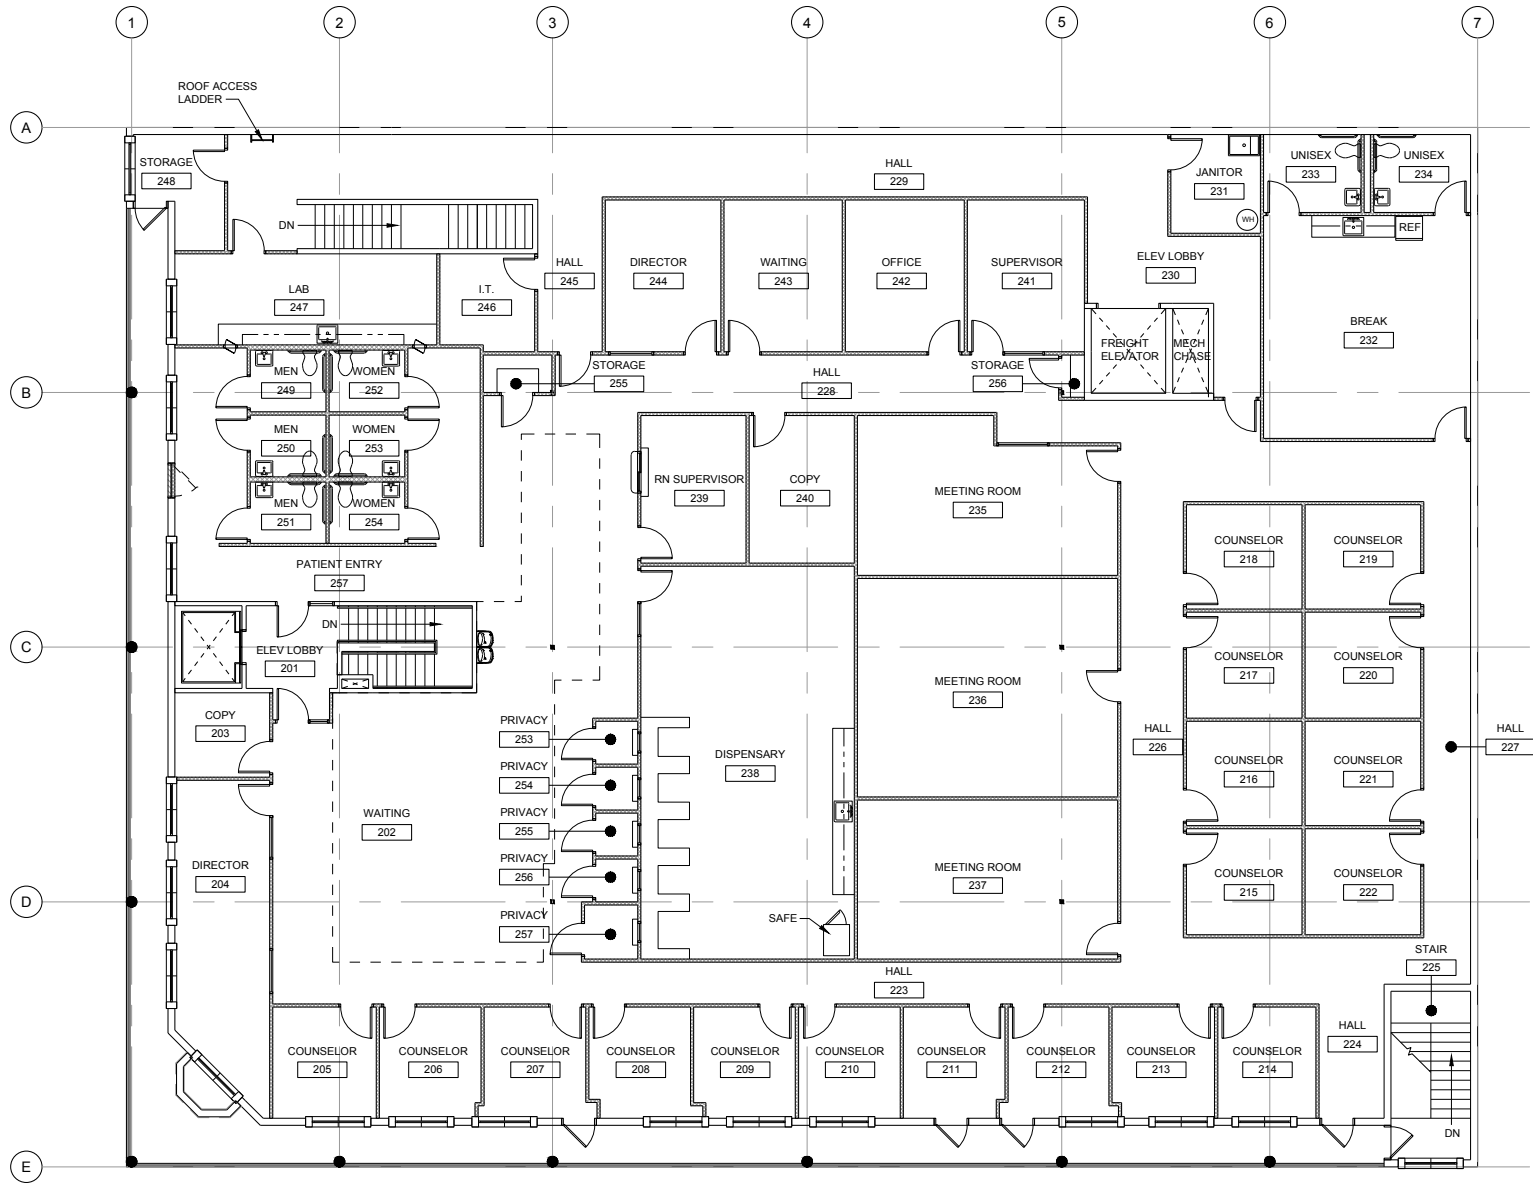 1
2
3
4
5
6
7
ROOF ACCESS
LADDER
A
STORAGE
248
HALL
229
JANITOR
231
UNISEX
233
UNISEX
234
WH
REF
DN
HALL
245
DIRECTOR
244
WAITING
243
OFFICE
242
SUPERVISOR
241
ELEV LOBBY
230
LAB
247
I.T.
246
BREAK
232
FREIGHT
ELEVATOR
MECH
CHASE
B
MEN
249
WOMEN
252
STORAGE
255
HALL
228
STORAGE
256
MEN
250
WOMEN
253
MEN
251
WOMEN
254
RN SUPERVISOR
239
COPY
240
MEETING ROOM
235
COUNSELOR
218
COUNSELOR
219
PATIENT ENTRY
257
DN
C
ELEV LOBBY
201
MEETING ROOM
236
COUNSELOR
217
COUNSELOR
220
COPY
203
PRIVACY
253
DISPENSARY
238
HALL
226
HALL
227
PRIVACY
254
COUNSELOR
216
COUNSELOR
221
WAITING
202
PRIVACY
255
DIRECTOR
204
PRIVACY
256
MEETING ROOM
237
COUNSELOR
215
COUNSELOR
222
D
PRIVACY
257
SAFE
HALL
223
STAIR
225
COUNSELOR
205
COUNSELOR
206
COUNSELOR
207
COUNSELOR
208
COUNSELOR
209
COUNSELOR
210
COUNSELOR
211
COUNSELOR
212
COUNSELOR
213
COUNSELOR
214
HALL
224
DN
E